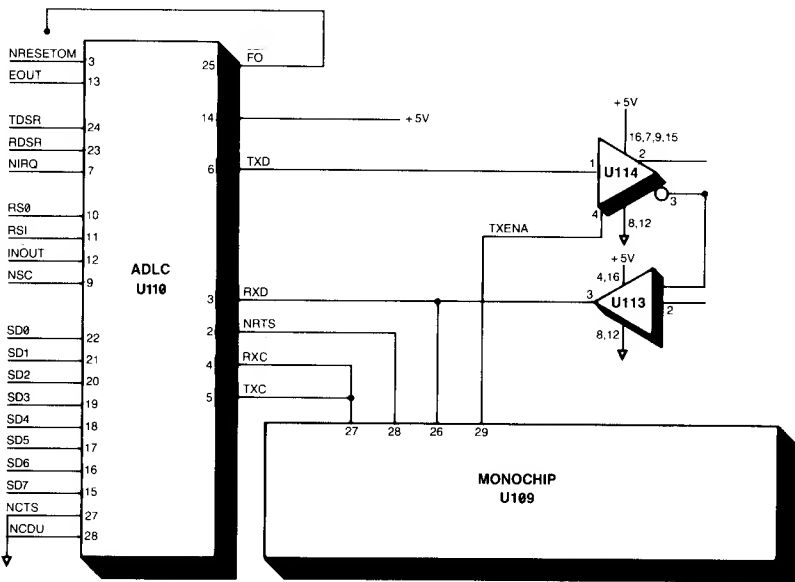 NRESETOM 3
EOUT 13
TDSR 24
RDSR 23
NIRQ 7
RS0 10
RSI 11
INOUT 12
NSC 9
SD0 22
SD1 21
SD2 20
SD3 19
SD4 18
SD5 17
SD6 16
SD7 15
NCTS 27
NCDU 28
ADLC
U110
25 FO
14 +5V
6 TXD
3 RXD
2 NRTS
4 RXC
5 TXC
+5V
16,7,9,15
1 U114 2
3
4
8,12
TXENA
+5V
4,16
3 U113 2
8,12
27 28 26 29
MONOCHIP
U109